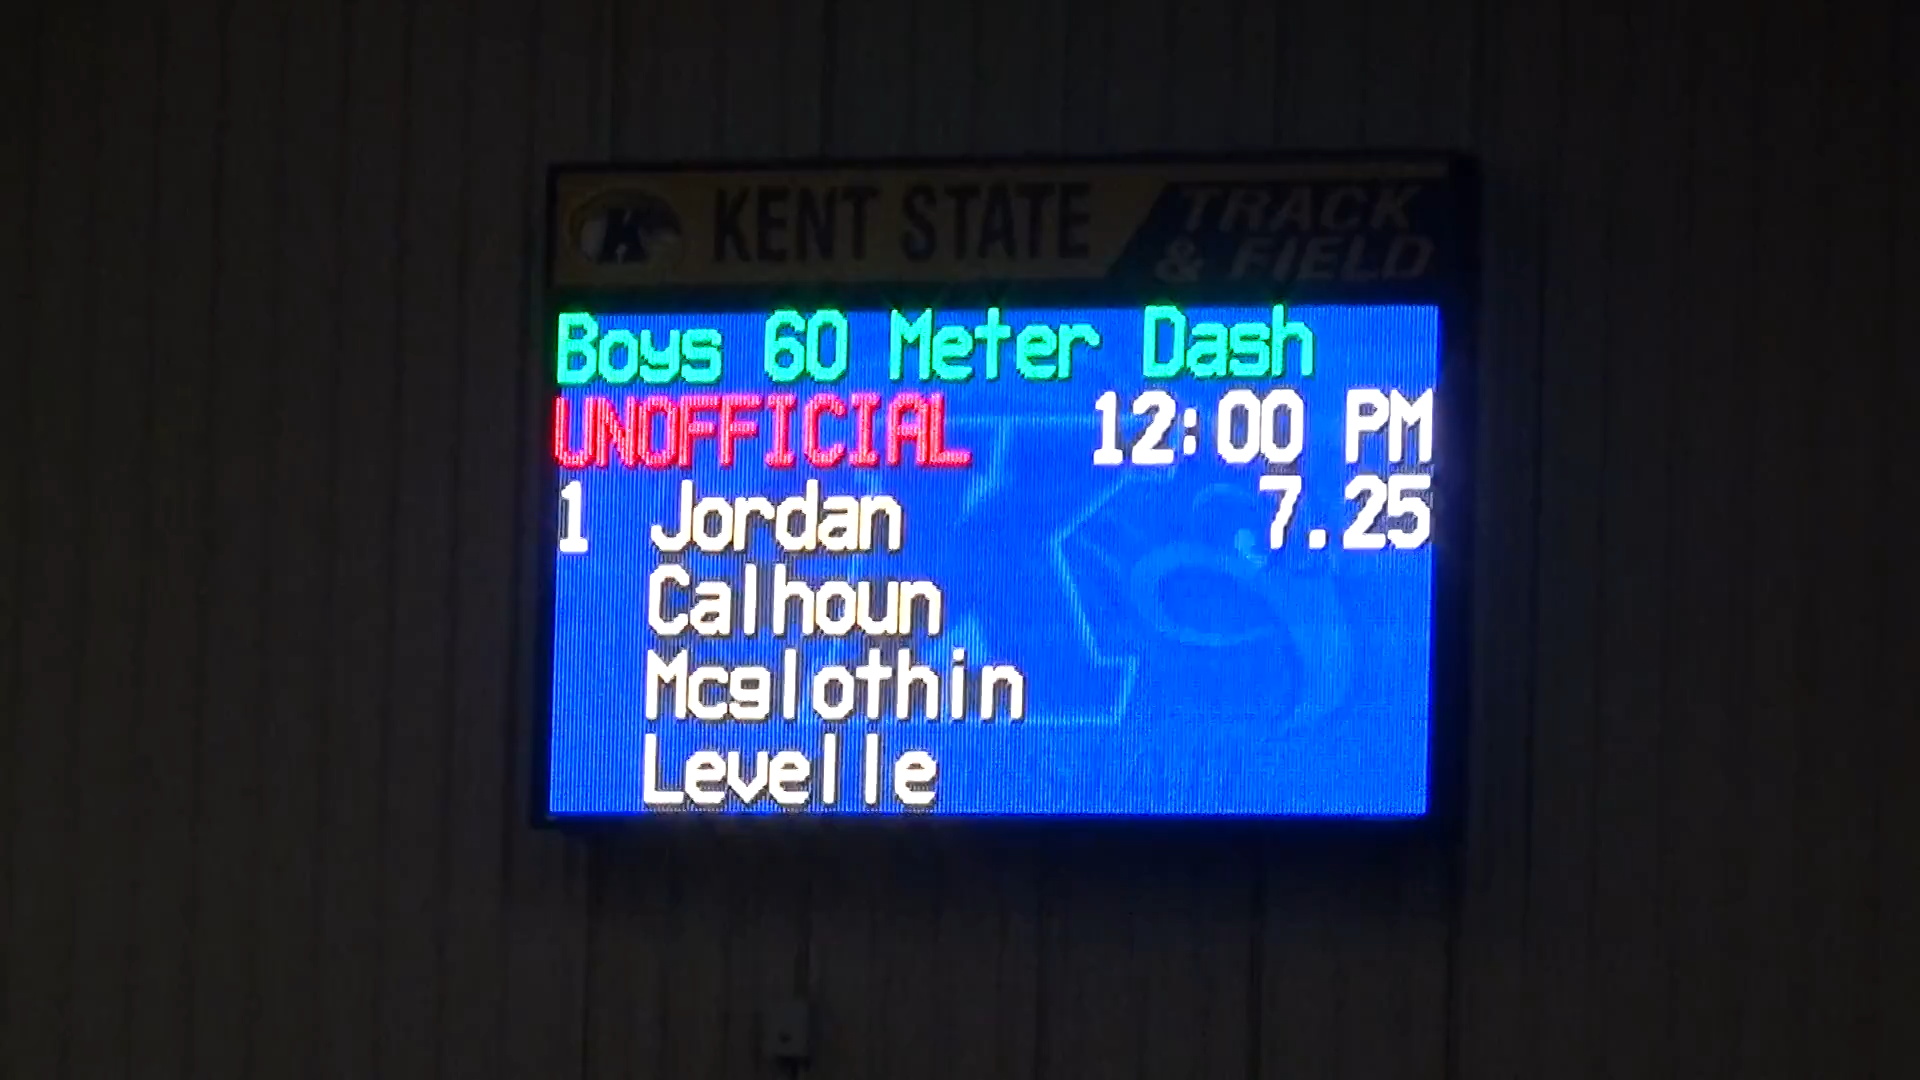 K KENT STATE TRACK
& FIELD
Boys 60 Meter Dash
UNOFFICIAL 12:00 PM
1 Jordan 7.25
Calhoun
Mcglothin
Levelle